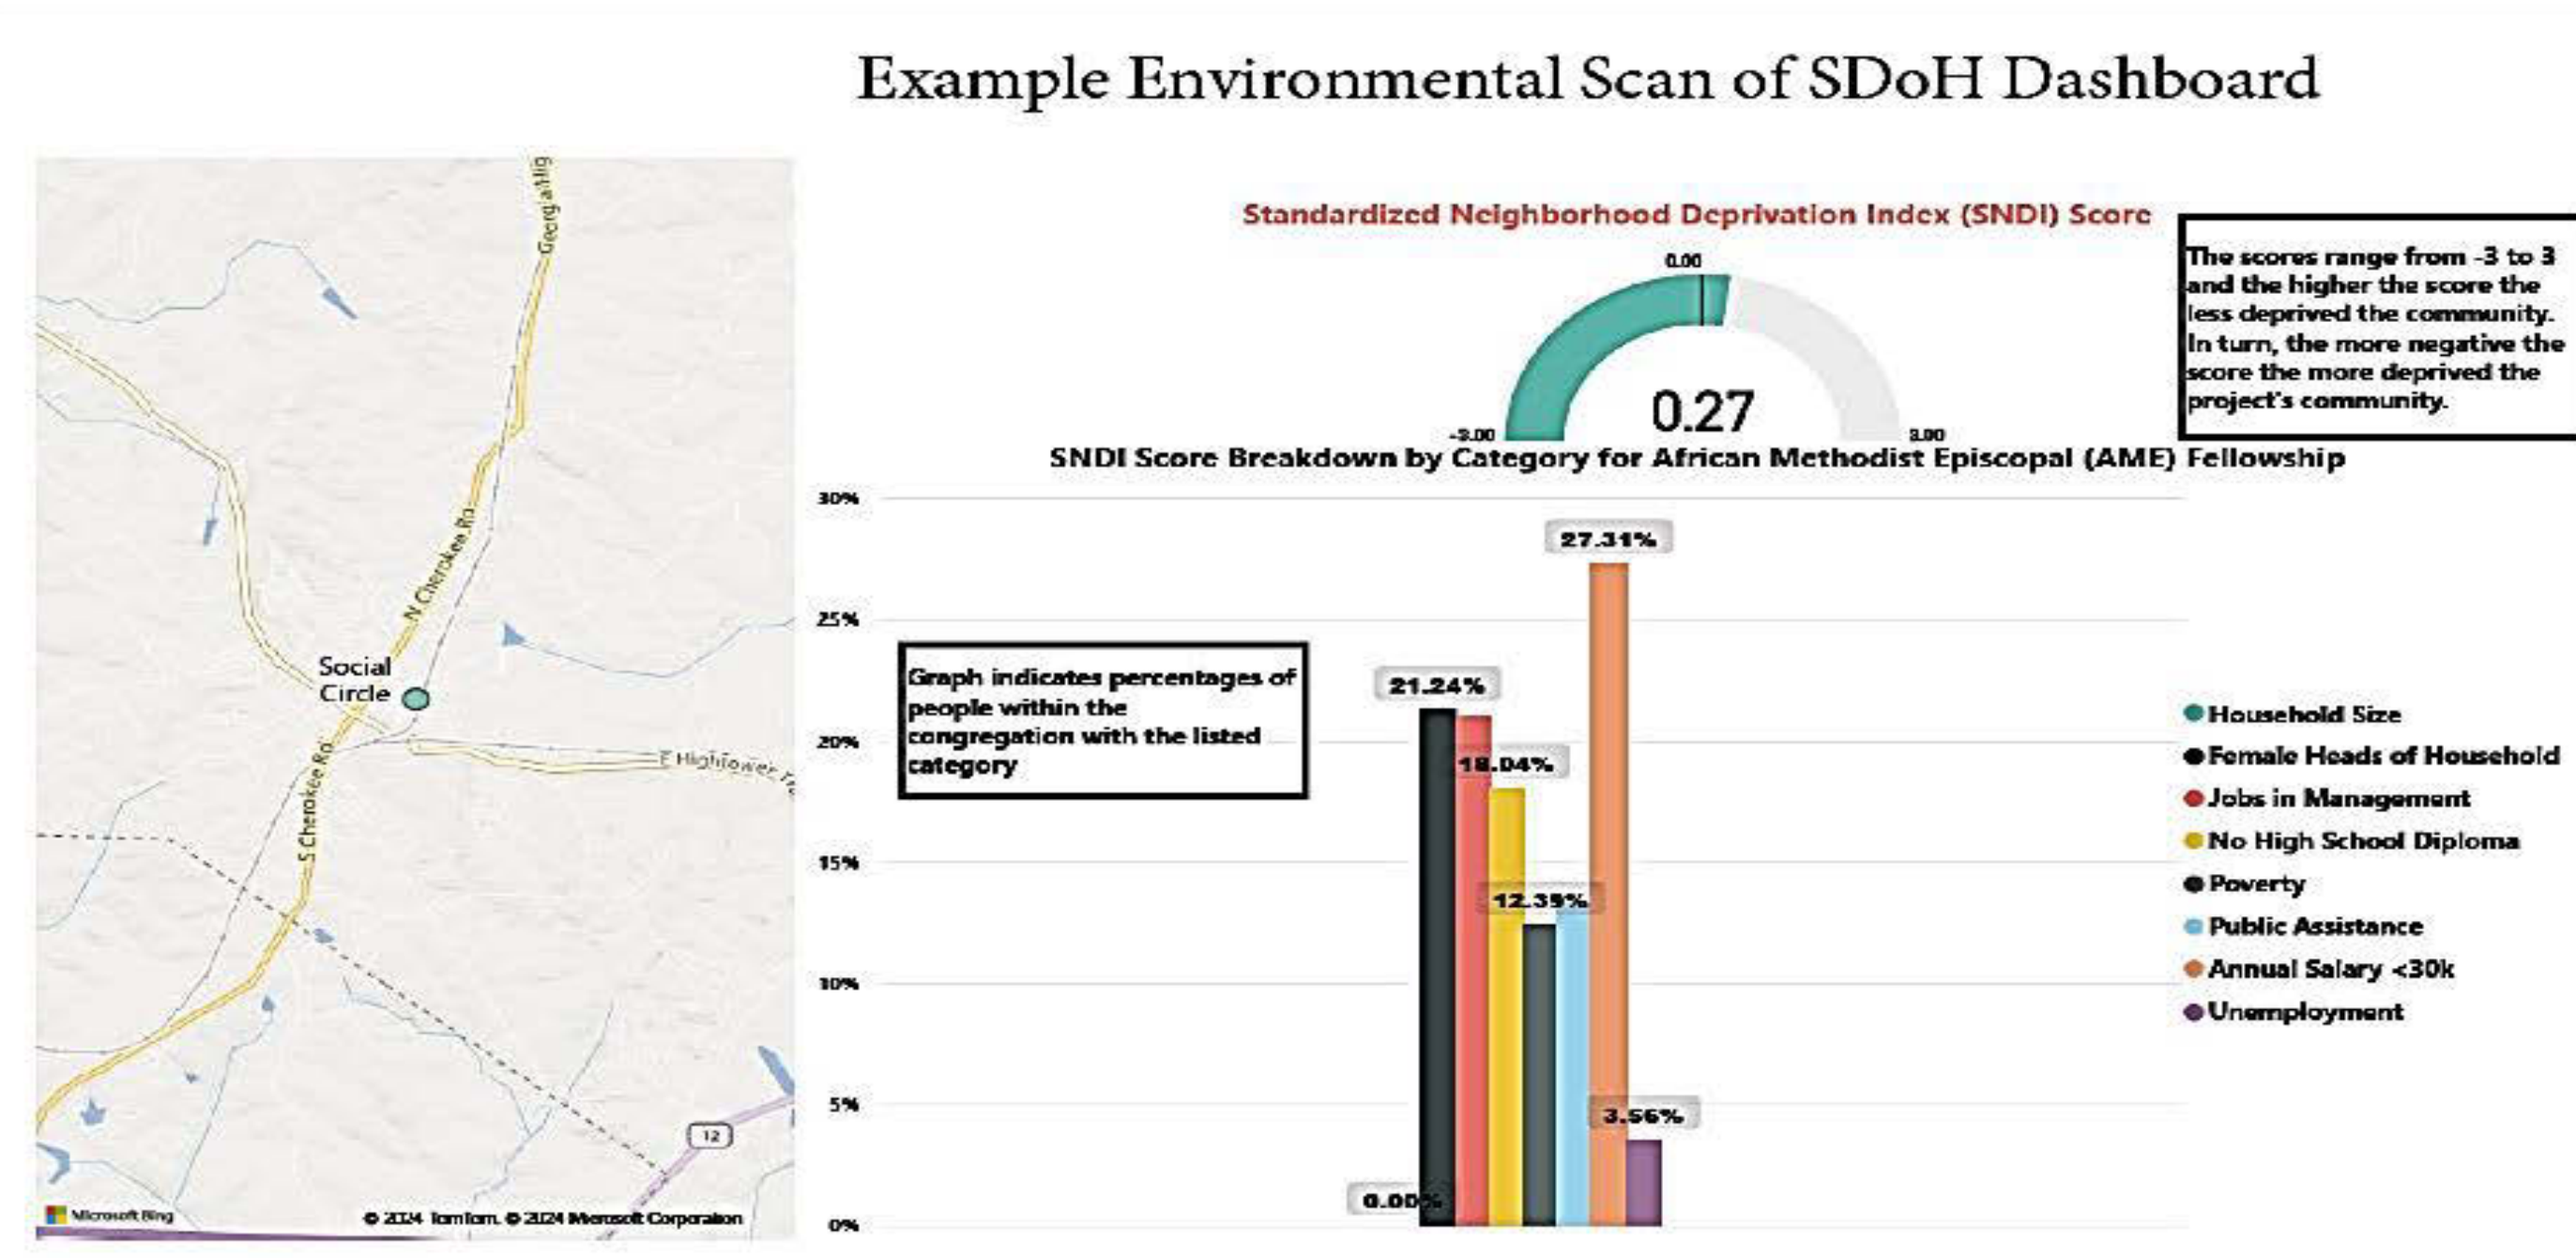 Example Environmental Scan of SDoH Dashboard
Georgia Hig
N Cherokee Rd
Social
Circle
S Cherokee Rd
E Hightower Tra
12
Microsoft Bing
© 2024 TomTom, © 2024 Microsoft Corporation
Standardized Neighborhood Deprivation Index (SNDI) Score
0.00
0.27
-3.00
3.00
The scores range from -3 to 3
and the higher the score the
less deprived the community.
In turn, the more negative the
score the more deprived the
project's community.
SNDI Score Breakdown by Category for African Methodist Episcopal (AME) Fellowship
30%
25%
20%
15%
10%
5%
0%
Graph indicates percentages of
people within the
congregation with the listed
category
27.31%
21.24%
18.04%
12.39%
3.56%
0.00%
Household Size
Female Heads of Household
Jobs in Management
No High School Diploma
Poverty
Public Assistance
Annual Salary <30k
Unemployment